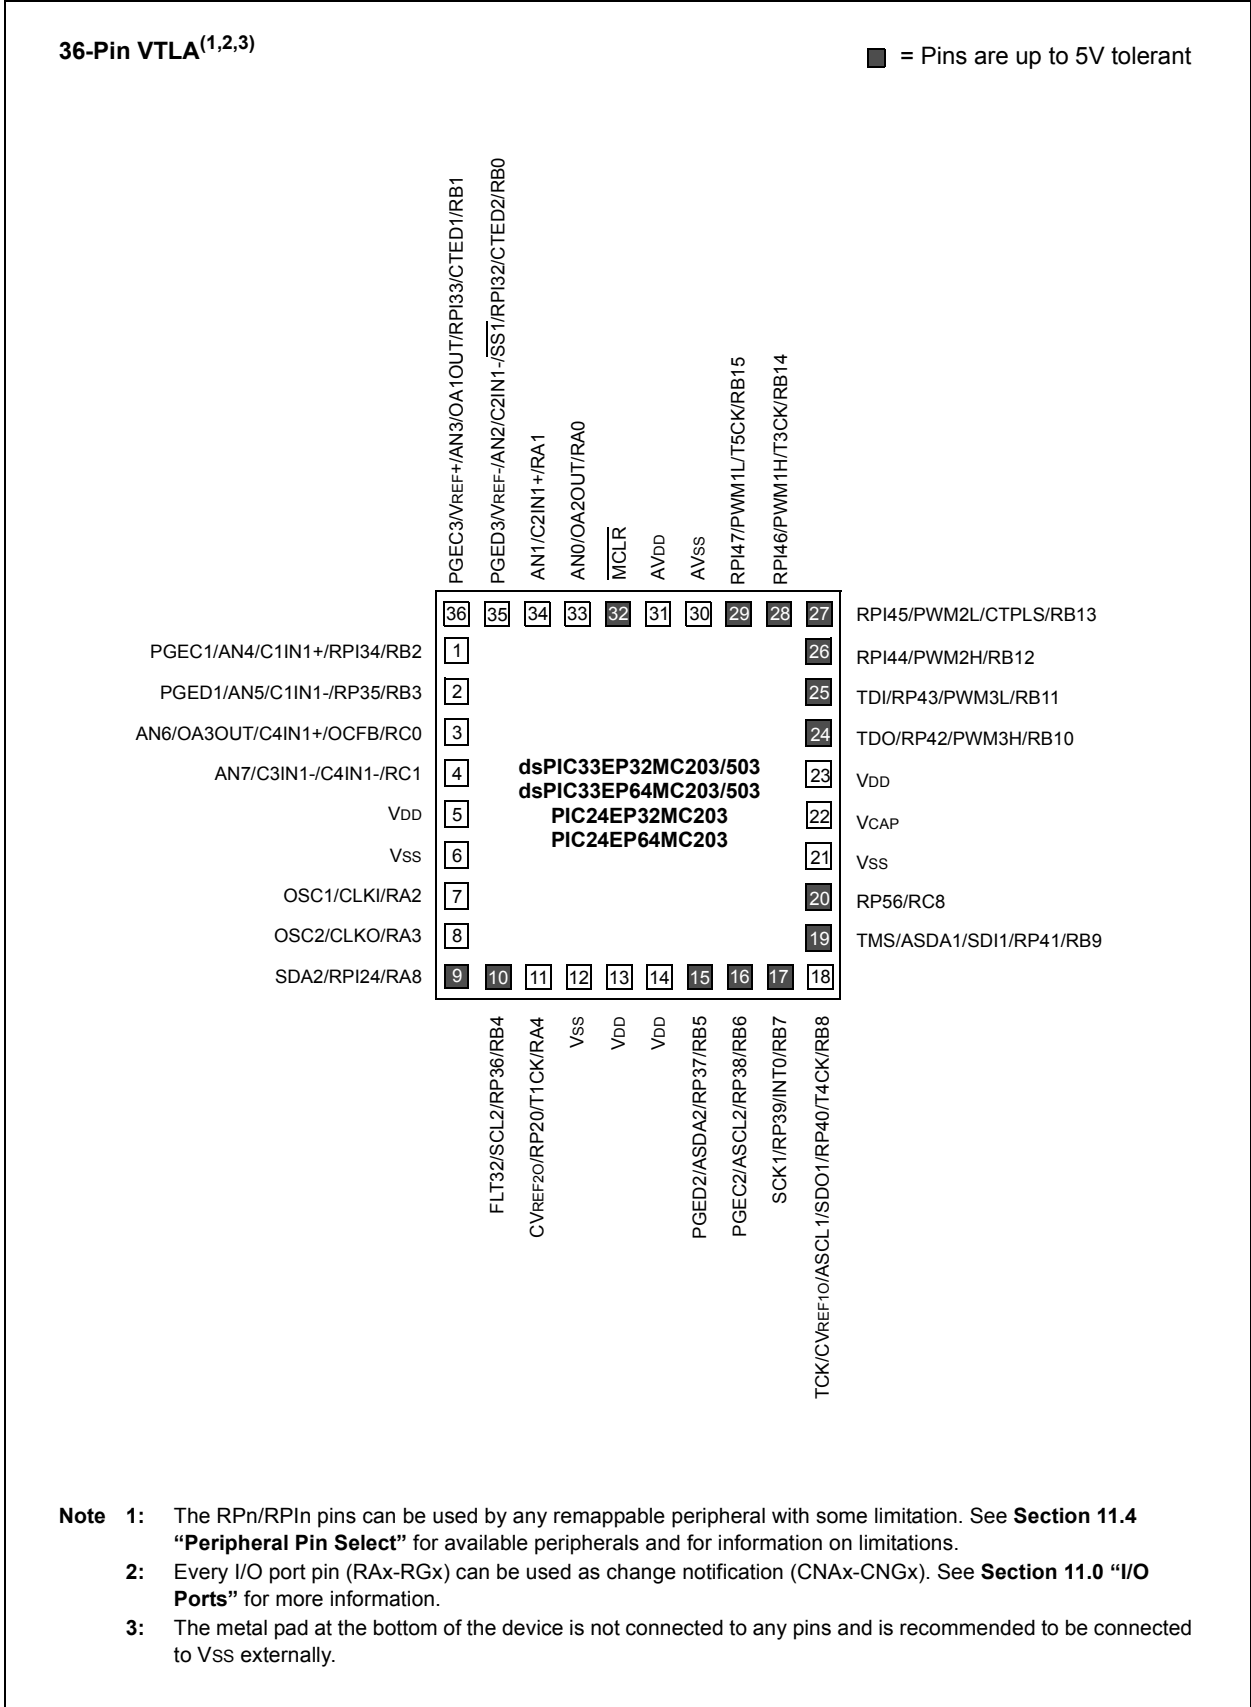 36-Pin VTLA(1,2,3)
= Pins are up to 5V tolerant
PGEC3/VREF+/AN3/OA1OUT/RPI33/CTED1/RB1
PGED3/VREF-/AN2/C2IN1-/SS1/RPI32/CTED2/RB0
AN1/C2IN1+/RA1
AN0/OA2OUT/RA0
MCLR
AVDD
AVSS
RPI47/PWM1L/T5CK/RB15
RPI46/PWM1H/T3CK/RB14
36 35 34 33 32 31 30 29 28 27 RPI45/PWM2L/CTPLS/RB13
PGEC1/AN4/C1IN1+/RPI34/RB2 1 26 RPI44/PWM2H/RB12
PGED1/AN5/C1IN1-/RP35/RB3 2 25 TDI/RP43/PWM3L/RB11
AN6/OA3OUT/C4IN1+/OCFB/RC0 3 24 TDO/RP42/PWM3H/RB10
AN7/C3IN1-/C4IN1-/RC1 4 23 VDD
dsPIC33EP32MC203/503
dsPIC33EP64MC203/503
PIC24EP32MC203
PIC24EP64MC203
VDD 5 22 VCAP
VSS 6 21 VSS
OSC1/CLKI/RA2 7 20 RP56/RC8
OSC2/CLKO/RA3 8 19 TMS/ASDA1/SDI1/RP41/RB9
SDA2/RPI24/RA8 9 10 11 12 13 14 15 16 17 18
FLT32/SCL2/RP36/RB4
CVREF2O/RP20/T1CK/RA4
VSS
VDD
VDD
PGED2/ASDA2/RP37/RB5
PGEC2/ASCL2/RP38/RB6
SCK1/RP39/INT0/RB7
TCK/CVREF1O/ASCL1/SDO1/RP40/T4CK/RB8
Note 1: The RPn/RPIn pins can be used by any remappable peripheral with some limitation. See Section 11.4
“Peripheral Pin Select” for available peripherals and for information on limitations.
2: Every I/O port pin (RAx-RGx) can be used as change notification (CNAx-CNGx). See Section 11.0 “I/O
Ports” for more information.
3: The metal pad at the bottom of the device is not connected to any pins and is recommended to be connected
to VSS externally.